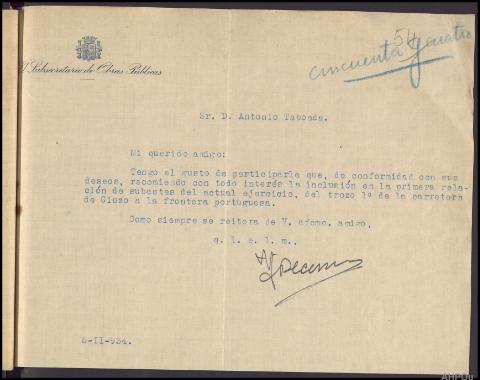 54
cincuenta y cuatro
El Subsecretario de Obras Públicas
Sr. D. Antonio Taboada.
Mi querido amigo:
Tengo el gusto de participarle que, de conformidad con sus
deseos, recomiendo con todo interés la inclusión en la primera rela-
ción de subastas del actual ejercicio, del trozo 1º de la carretera
de Ginzo a la frontera portuguesa.
Como siempre se reitera de V. afcmo. amigo,
q. l. e. l. m.,
5-II-934.
AHPOu